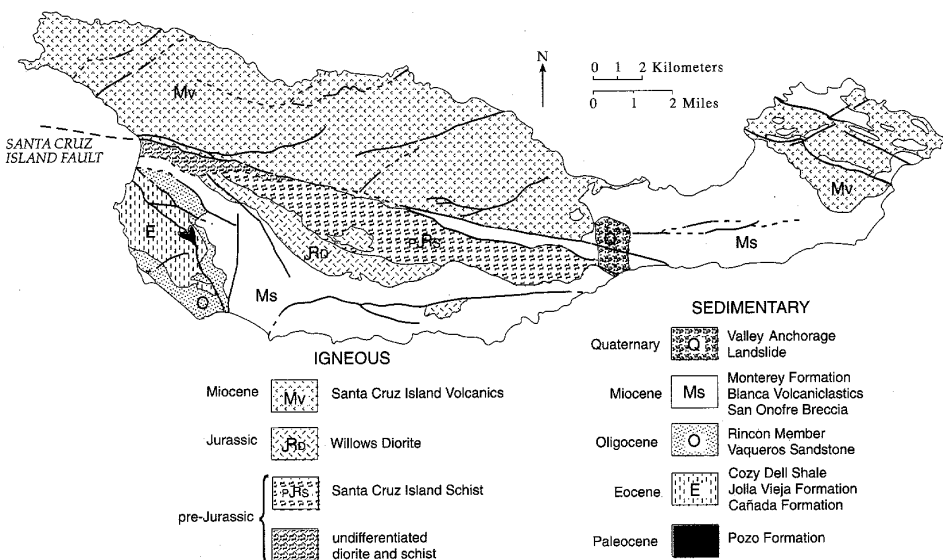 N
0 1 2 Kilometers
0 1 2 Miles
SANTA CRUZ
ISLAND FAULT
Mv
Mv
E
O
Ms
JRD
pJRs
Q
Ms
IGNEOUS
Miocene Mv Santa Cruz Island Volcanics
Jurassic JRD Willows Diorite
pre-Jurassic
PJRs Santa Cruz Island Schist
undifferentiated
diorite and schist
SEDIMENTARY
Quaternary Q Valley Anchorage
Landslide
Miocene Ms Monterey Formation
Blanca Volcaniclastics
San Onofre Breccia
Oligocene O Rincon Member
Vaqueros Sandstone
Eocene E Cozy Dell Shale
Jolla Vieja Formation
Cañada Formation
Paleocene Pozo Formation